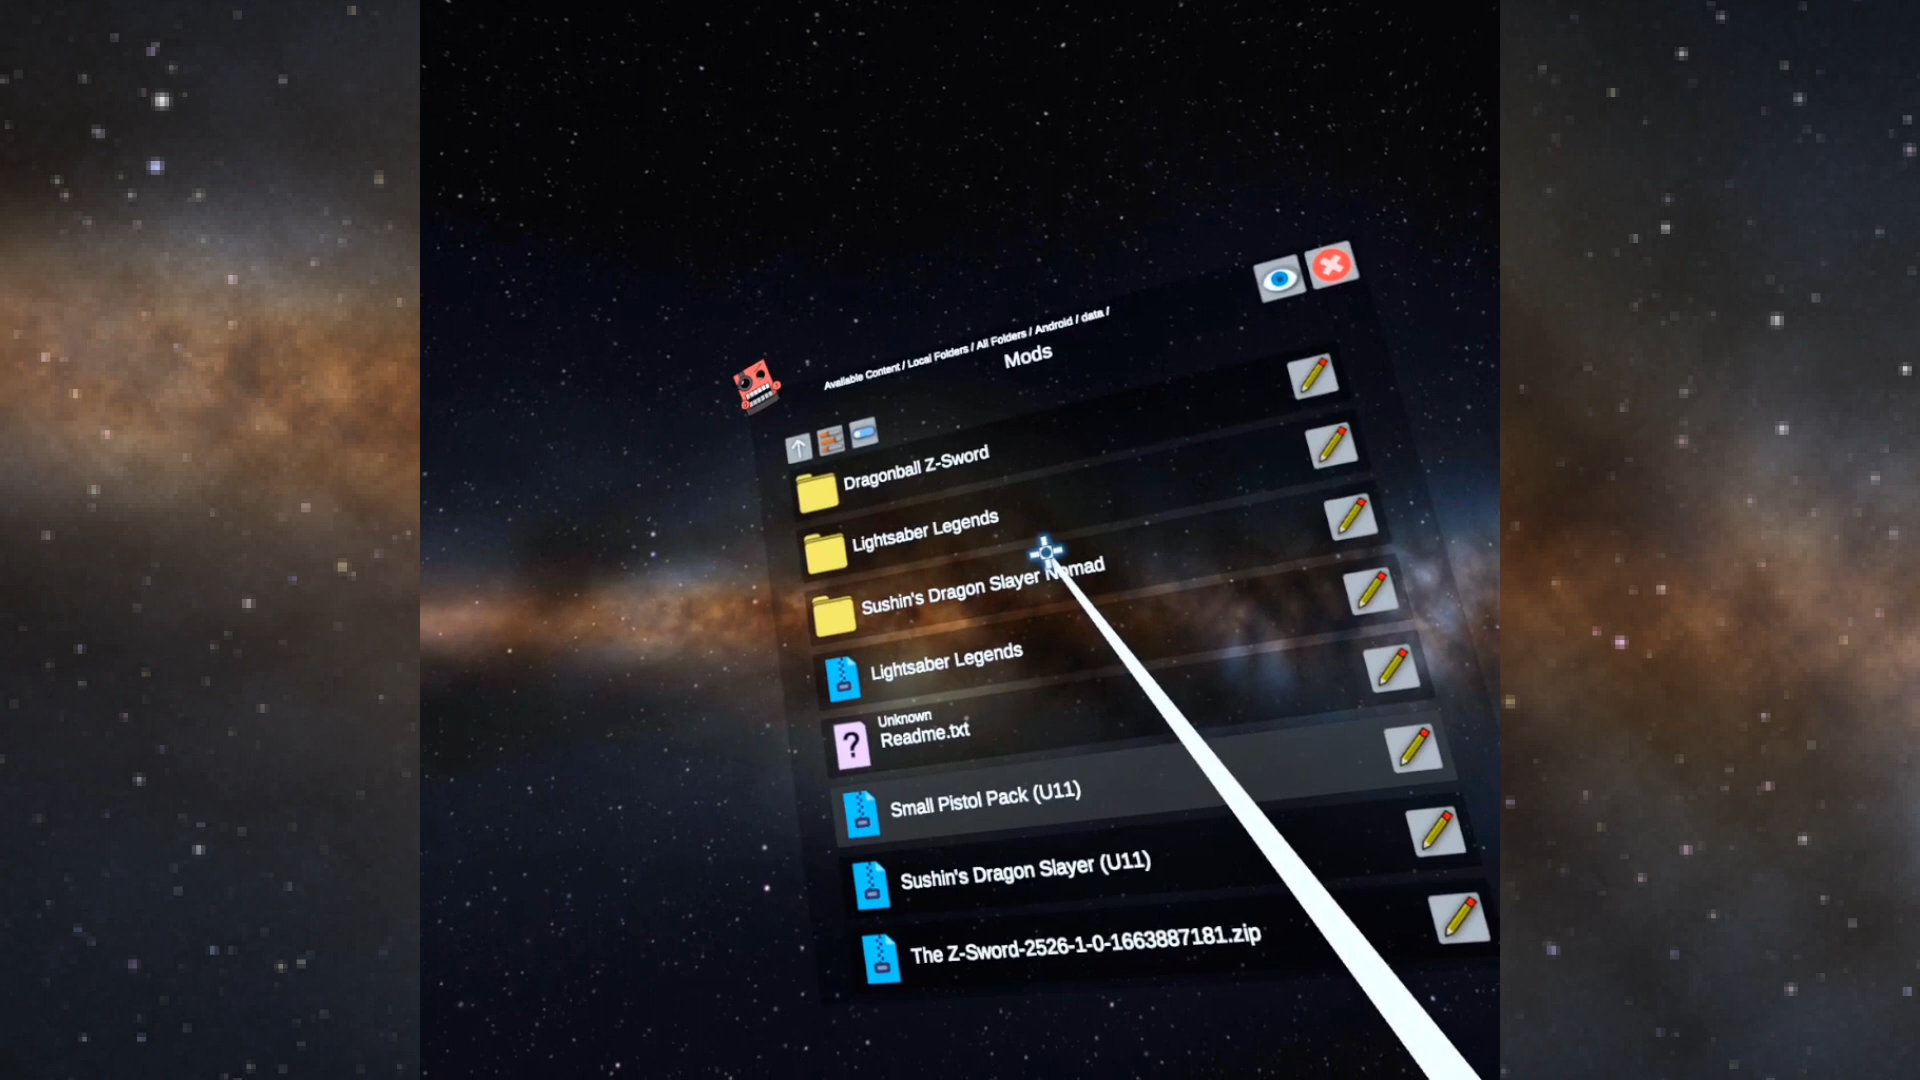 Available Content / Local Folders / All Folders / Android / data /
Mods
Dragonball Z-Sword
Lightsaber Legends
Sushin's Dragon Slayer Nomad
Lightsaber Legends
Unknown
Readme.txt
Small Pistol Pack (U11)
Sushin's Dragon Slayer (U11)
The Z-Sword-2526-1-0-1663887181.zip